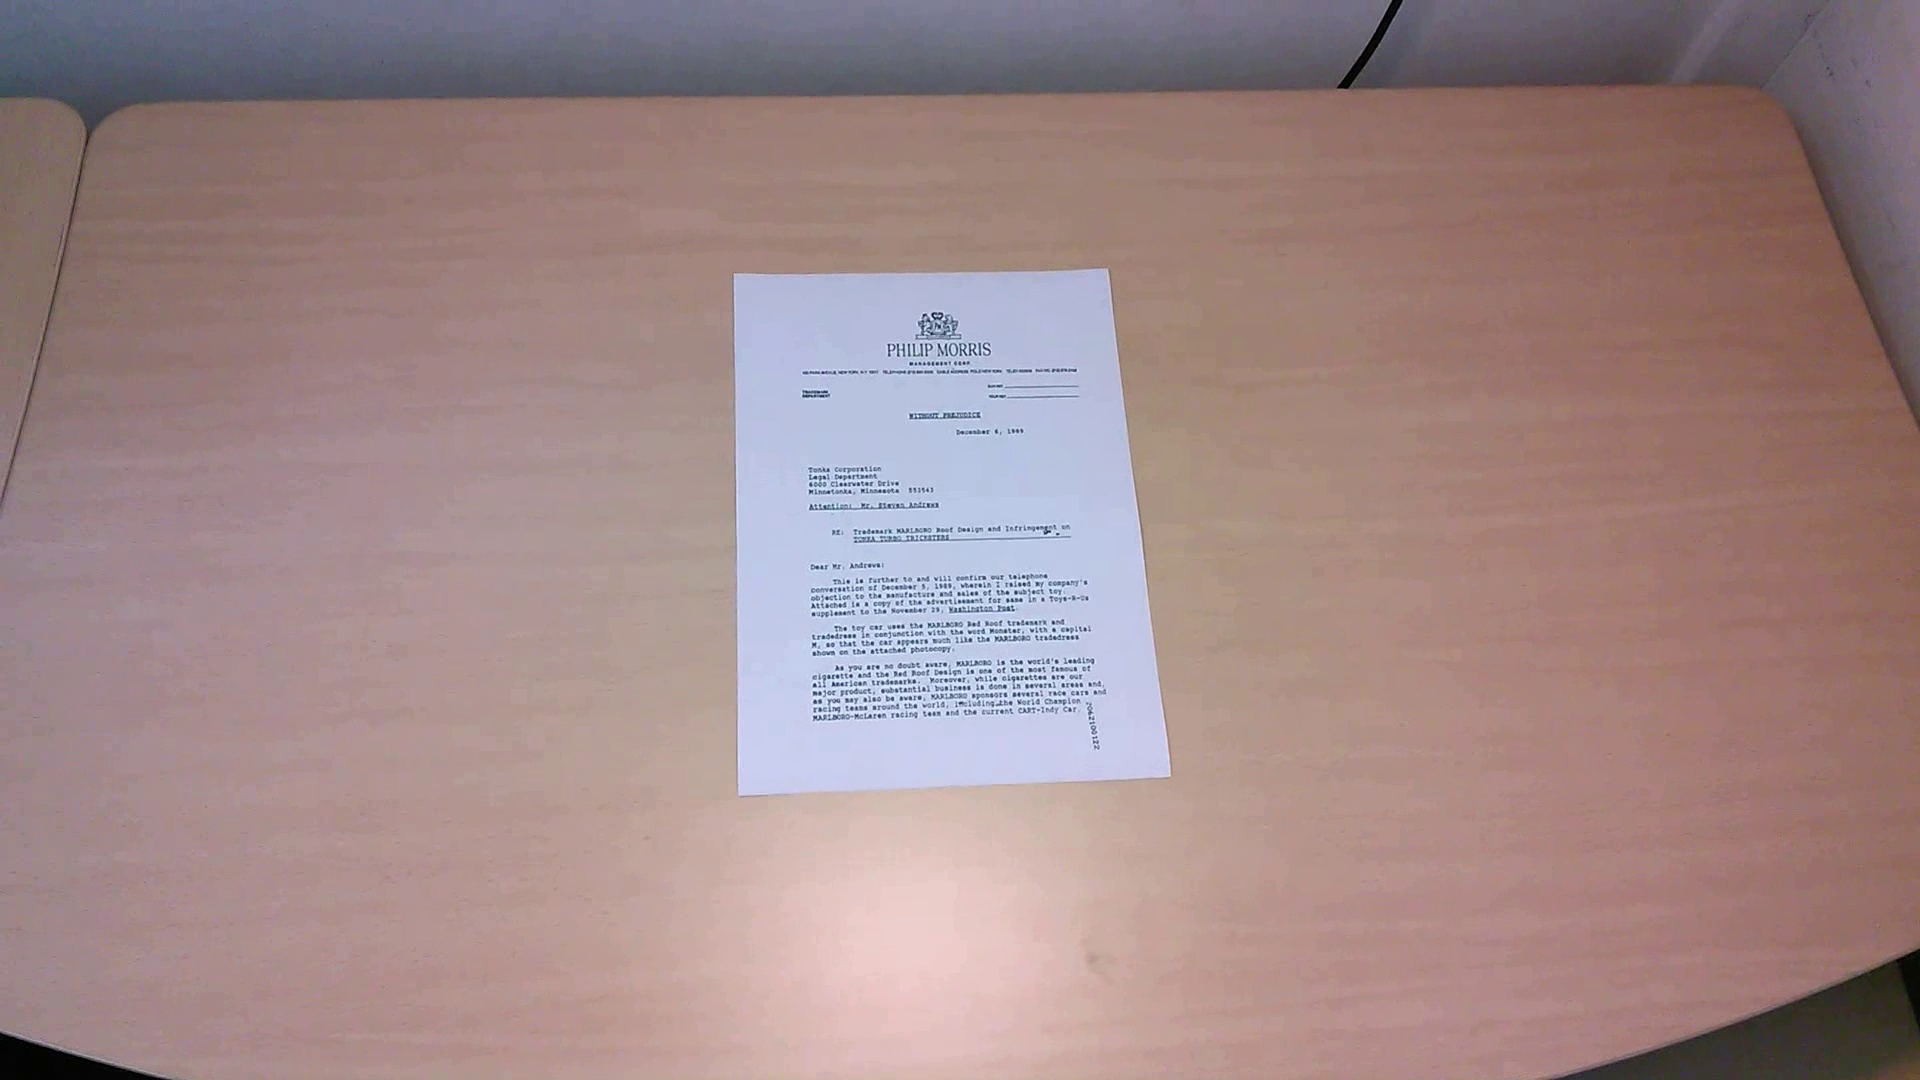 PHILIP MORRIS
MANAGEMENT CORP.
TRADEMARK
DEPARTMENT
OUR REF.
YOUR REF.
WITHOUT PREJUDICE
December 6, 1989
Tonka Corporation
Legal Department
6000 Clearwater Drive
Minnetonka, Minnesota 553543
Attention: Mr. Steven Andrews
RE: Trademark MARLBORO Roof Design and Infringement on
TONKA TURBO TRICKSTERS
Dear Mr. Andrews:
This is further to and will confirm our telephone
conversation of December 5, 1989, wherein I raised my company's
objection to the manufacture and sales of the subject toy.
Attached is a copy of the advertisement for same in a Toys-R-Us
supplement to the November 29, Washington Post.
The toy car uses the MARLBORO Red Roof trademark and
tradedress in conjunction with the word Monster, with a capital
M, so that the car appears much like the MARLBORO tradedress
shown on the attached photocopy.
As you are no doubt aware, MARLBORO is the world's leading
cigarette and the Red Roof Design is one of the most famous of
all American trademarks. Moreover, while cigarettes are our
major product, substantial business is done in several areas and,
as you may also be aware, MARLBORO sponsors several race cars and
racing teams around the world, including the World Champion
MARLBORO-McLaren racing team and the current CART-Indy Car.